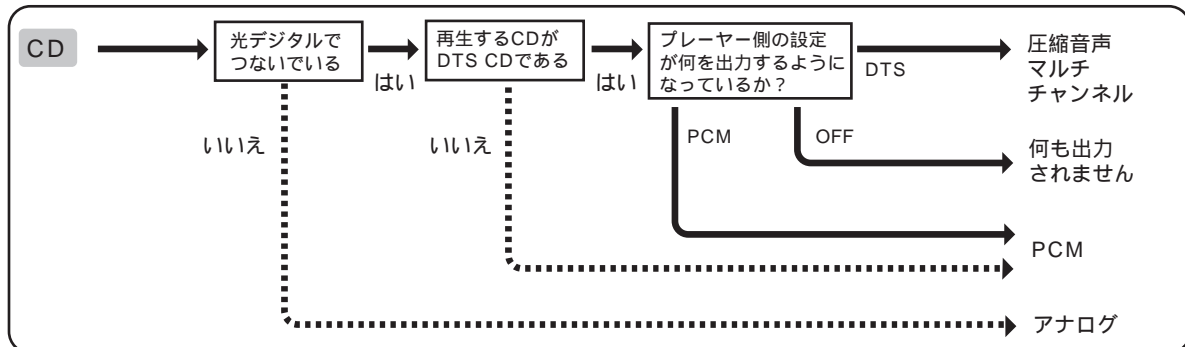 CD
光デジタルで
つないでいる
はい
いいえ
再生するCDが
DTS CDである
はい
いいえ
プレーヤー側の設定
が何を出力するように
なっているか？
DTS
PCM
OFF
圧縮音声
マルチ
チャンネル
何も出力
されません
PCM
アナログ